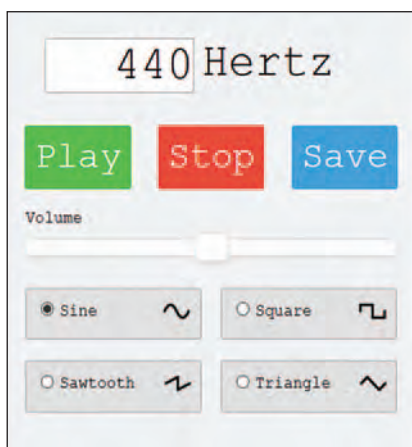 440 Hertz
Play Stop Save
Volume
Sine Square
Sawtooth Triangle